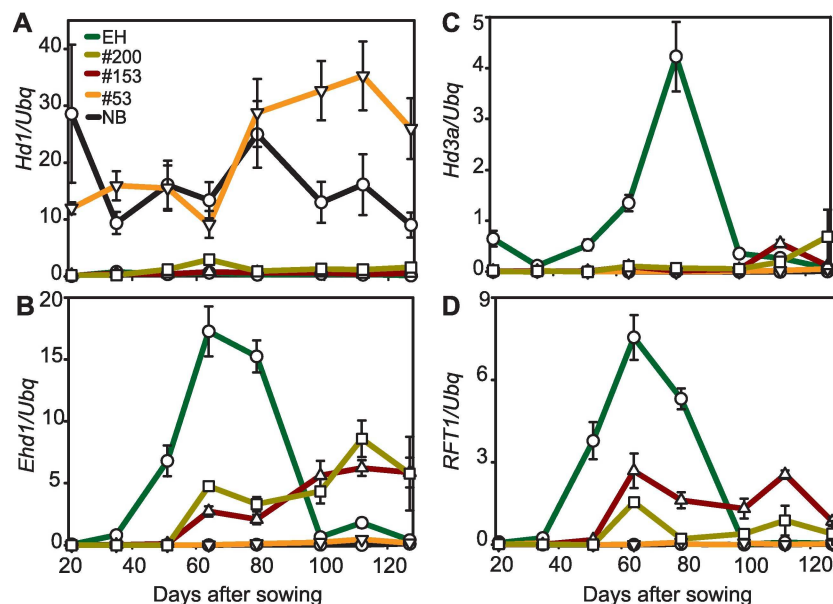 A
EH
#200
#153
#53
NB
40
30
20
10
0
Hd1/Ubq
C
5
4
3
2
1
0
Hd3a/Ubq
B
20
15
10
5
0
Ehd1/Ubq
20 40 60 80 100 120
Days after sowing
D
9
6
3
0
RFT1/Ubq
20 40 60 80 100 120
Days after sowing